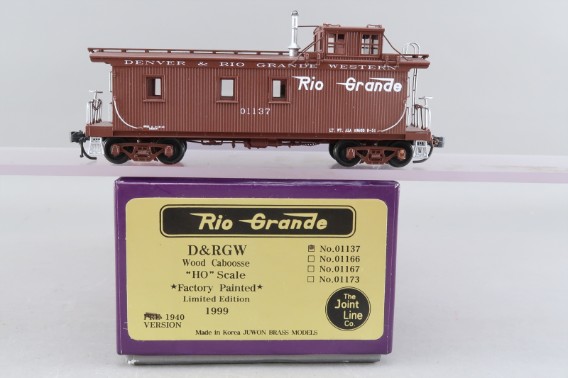 DENVER & RIO GRANDE WESTERN
Rio Grande
01137
Rio Grande
D&RGW
Wood Caboosse
"HO" Scale
*Factory Painted*
Limited Edition
1999
PRE 1940
VERSION
No.01137
No.01166
No.01167
No.01173
The
Joint
Line
Co.
Made in Korea JUWON BRASS MODELS